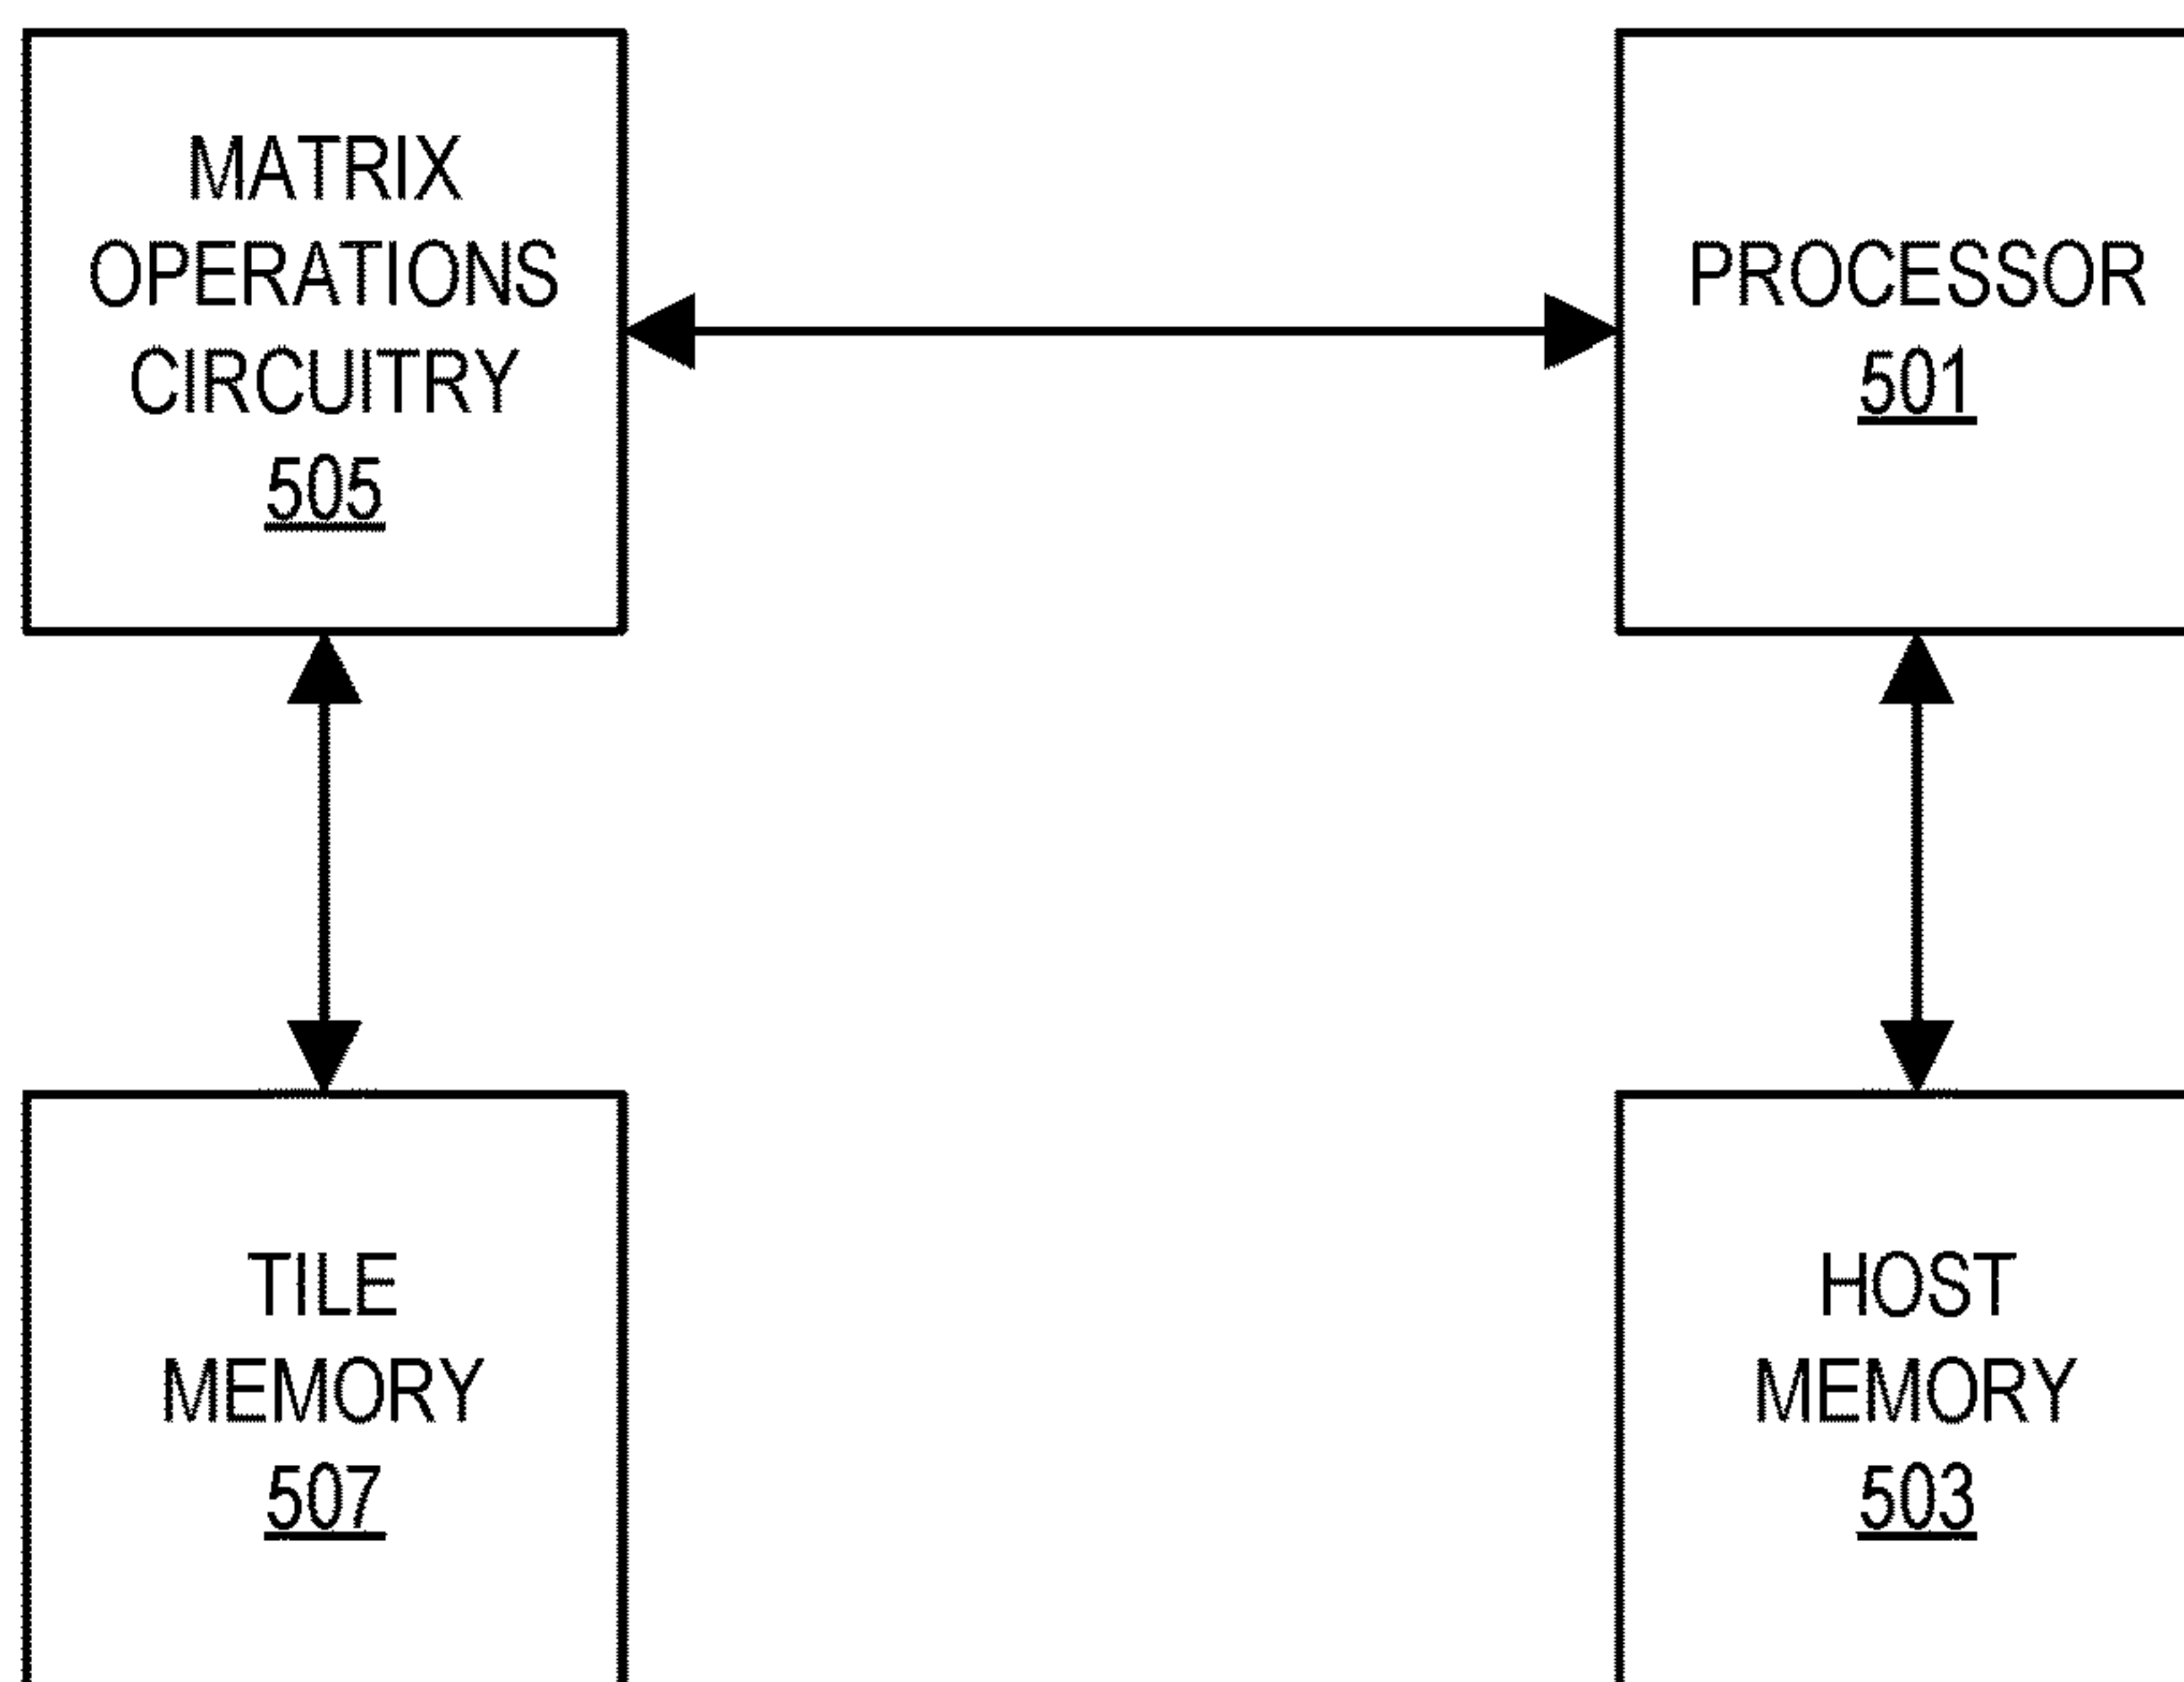 MATRIX
OPERATIONS
CIRCUITRY
505
PROCESSOR
501
TILE
MEMORY
507
HOST
MEMORY
503